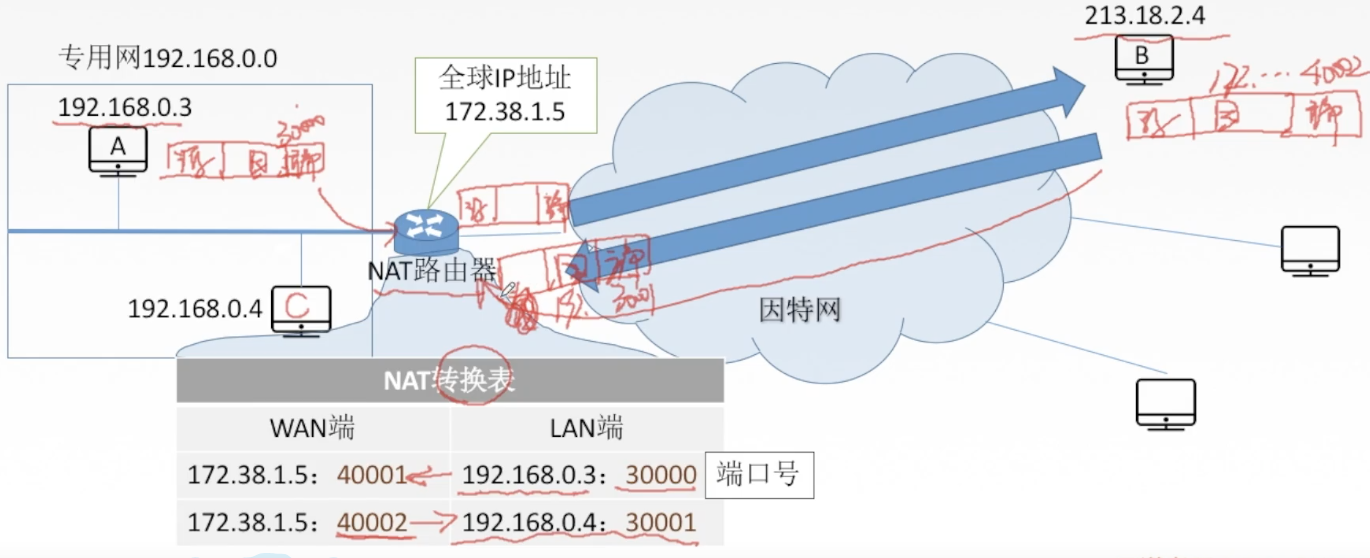 213.18.2.4
专用网192.168.0.0
全球IP地址
172.38.1.5
B
172.... 40002
192.168.0.3
30000
A
源 目 端
源 目 端
NAT路由器
目 端
192. 30001
192.168.0.4
C
因特网
NAT转换表
WAN端 LAN端
172.38.1.5：40001 192.168.0.3：30000 端口号
172.38.1.5：40002 192.168.0.4：30001